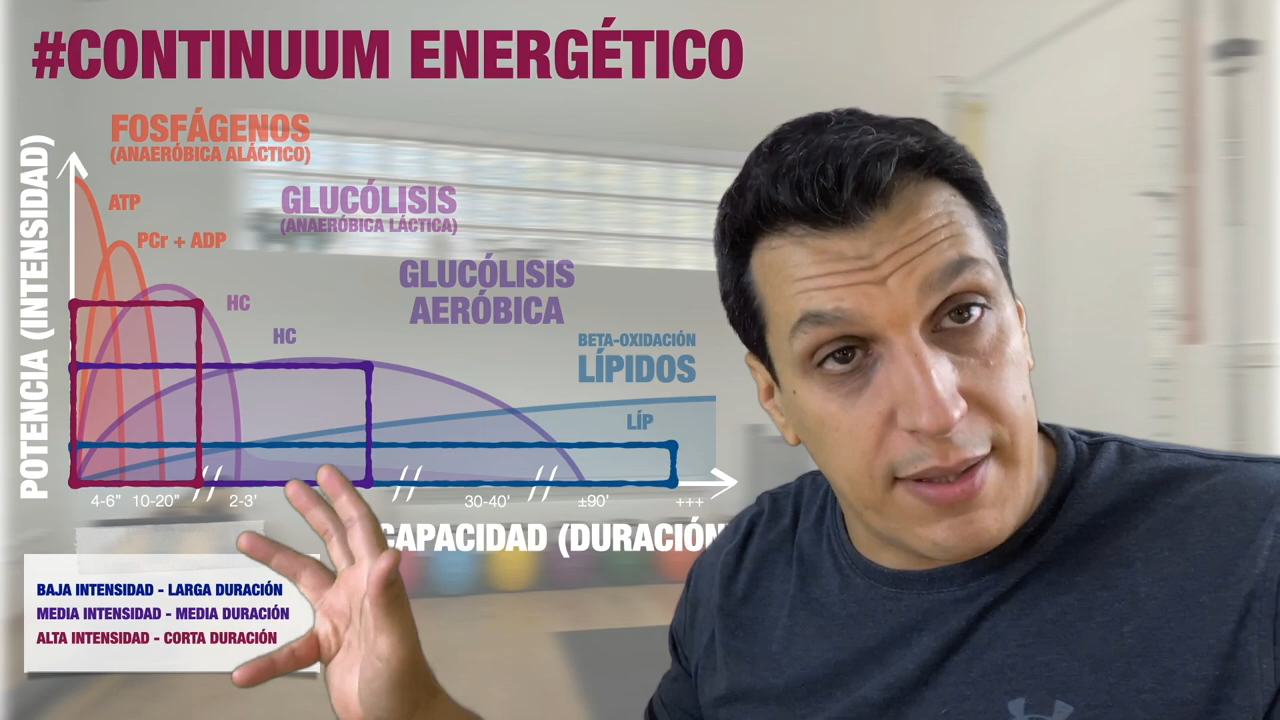 #CONTINUUM ENERGÉTICO
FOSFÁGENOS
(ANAERÓBICA ALÁCTICO)
ATP
PCr + ADP
GLUCÓLISIS
(ANAERÓBICA LÁCTICA)
GLUCÓLISIS
AERÓBICA
HC
HC
BETA-OXIDACIÓN
LÍPIDOS
LÍP
POTENCIA (INTENSIDAD)
4-6" 10-20" 2-3' 30-40' ±90' +++
CAPACIDAD (DURACIÓN
BAJA INTENSIDAD - LARGA DURACIÓN
MEDIA INTENSIDAD - MEDIA DURACIÓN
ALTA INTENSIDAD - CORTA DURACIÓN